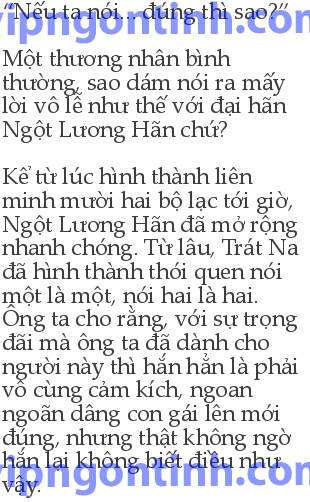 “Nếu ta nói... đúng thì sao?”
vipngontinh.com
Một thương nhân bình
thường, sao dám nói ra mấy
lời vô lễ như thế với đại hãn
Ngột Lương Hãn chứ?
Kể từ lúc hình thành liên
minh mười hai bộ lạc tới giờ,
Ngột Lương Hãn đã mở rộng
nhanh chóng. Từ lâu, Trát Na
đã hình thành thói quen nói
một là một, nói hai là hai.
Ông ta cho rằng, với sự trọng
đãi mà ông ta đã dành cho
người này thì hắn hẳn là phải
vô cùng cảm kích, ngoan
ngoãn dâng con gái lên mới
đúng, nhưng thật không ngờ
hắn lại không biết điều như
vipngontinh.com
vậy.